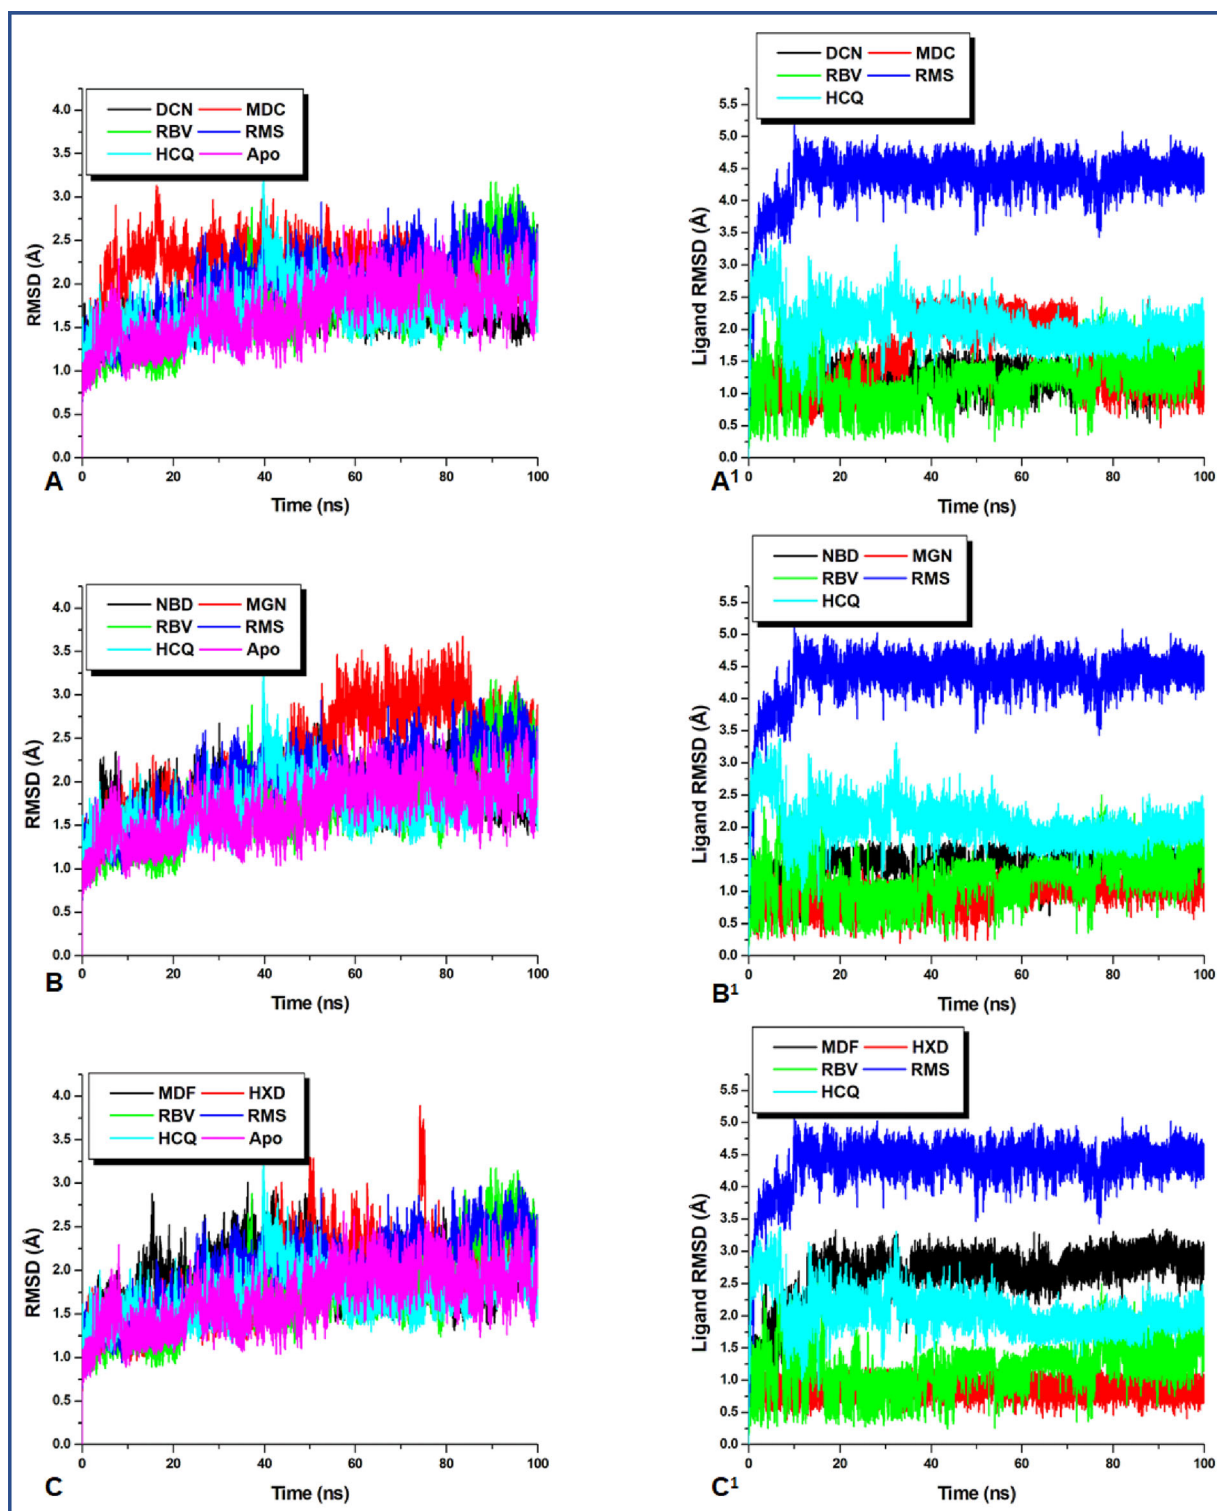 DCN MDC
RBV RMS
HCQ Apo
4.0
3.5
3.0
2.5
2.0
1.5
1.0
0.5
0.0
RMSD (Å)
0 20 40 60 80 100
Time (ns)
A
DCN MDC
RBV RMS
HCQ
5.5
5.0
4.5
4.0
3.5
3.0
2.5
2.0
1.5
1.0
0.5
0.0
Ligand RMSD (Å)
0 20 40 60 80 100
Time (ns)
A¹
NBD MGN
RBV RMS
HCQ Apo
4.0
3.5
3.0
2.5
2.0
1.5
1.0
0.5
0.0
RMSD (Å)
0 20 40 60 80 100
Time (ns)
B
NBD MGN
RBV RMS
HCQ
5.5
5.0
4.5
4.0
3.5
3.0
2.5
2.0
1.5
1.0
0.5
0.0
Ligand RMSD (Å)
0 20 40 60 80 100
Time (ns)
B¹
MDF HXD
RBV RMS
HCQ Apo
4.0
3.5
3.0
2.5
2.0
1.5
1.0
0.5
0.0
RMSD (Å)
0 20 40 60 80 100
Time (ns)
C
MDF HXD
RBV RMS
HCQ
5.5
5.0
4.5
4.0
3.5
3.0
2.5
2.0
1.5
1.0
0.5
0.0
Ligand RMSD (Å)
0 20 40 60 80 100
Time (ns)
C¹